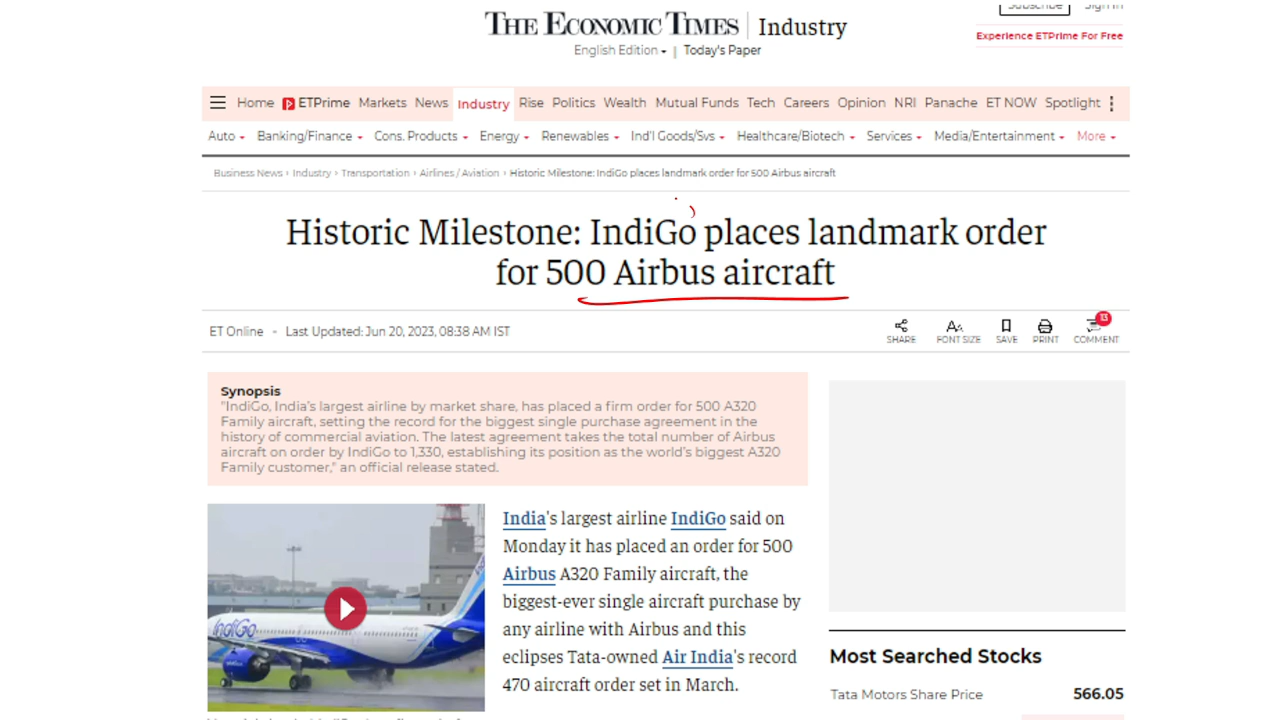 THE ECONOMIC TIMES | Industry
Subscribe Sign In
English Edition | Today's Paper
Experience ETPrime For Free
Home ETPrime Markets News Industry Rise Politics Wealth Mutual Funds Tech Careers Opinion NRI Panache ET NOW Spotlight
Auto Banking/Finance Cons. Products Energy Renewables Ind'l Goods/Svs Healthcare/Biotech Services Media/Entertainment More
Business News › Industry › Transportation › Airlines / Aviation › Historic Milestone: IndiGo places landmark order for 500 Airbus aircraft
Historic Milestone: IndiGo places landmark order
for 500 Airbus aircraft
ET Online - Last Updated: Jun 20, 2023, 08:38 AM IST
13
SHARE FONT SIZE SAVE PRINT COMMENT
Synopsis
"IndiGo, India's largest airline by market share, has placed a firm order for 500 A320
Family aircraft, setting the record for the biggest single purchase agreement in the
history of commercial aviation. The latest agreement takes the total number of Airbus
aircraft on order by IndiGo to 1,330, establishing its position as the world's biggest A320
Family customer," an official release stated.
IndiGo
India's largest airline IndiGo said on
Monday it has placed an order for 500
Airbus A320 Family aircraft, the
biggest-ever single aircraft purchase by
any airline with Airbus and this
eclipses Tata-owned Air India's record
470 aircraft order set in March.
Most Searched Stocks
Tata Motors Share Price 566.05